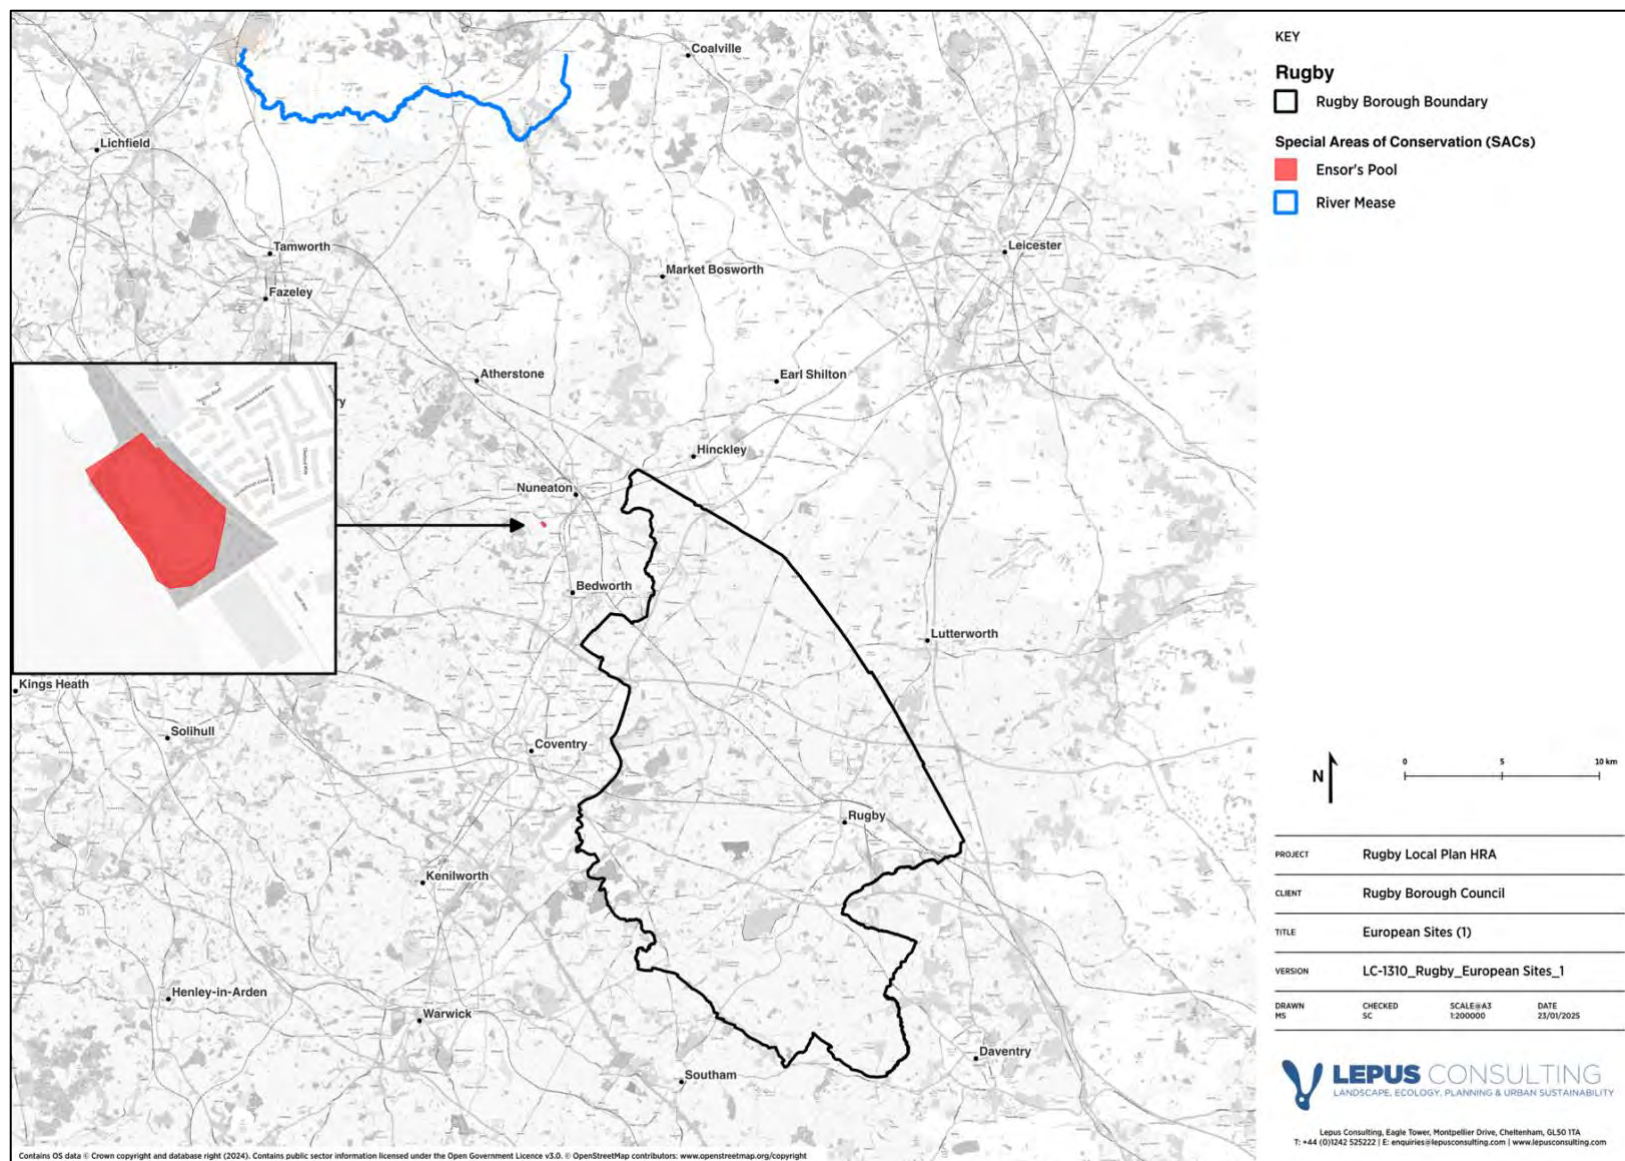 Coalville
Lichfield
Tamworth
Fazeley
Leicester
Market Bosworth
Atherstone
Earl Shilton
ry
Hinckley
Nuneaton
Bedworth
Lutterworth
Kings Heath
Solihull
Coventry
Rugby
Kenilworth
Henley-in-Arden
Warwick
Daventry
Southam
Contains OS data © Crown copyright and database right (2024). Contains public sector information licensed under the Open Government Licence v3.0. © OpenStreetMap contributors: www.openstreetmap.org/copyright
KEY
Rugby
Rugby Borough Boundary
Special Areas of Conservation (SACs)
Ensor's Pool
River Mease
N
0 5 10 km
PROJECT Rugby Local Plan HRA
CLIENT Rugby Borough Council
TITLE European Sites (1)
VERSION LC-1310_Rugby_European Sites_1
DRAWN CHECKED SCALE@A3 DATE
MS SC 1:200000 23/01/2025
LEPUS CONSULTING
LANDSCAPE, ECOLOGY, PLANNING & URBAN SUSTAINABILITY
Lepus Consulting, Eagle Tower, Montpellier Drive, Cheltenham, GL50 1TA
T: +44 (0)1242 525222 | E: enquiries@lepusconsulting.com | www.lepusconsulting.com